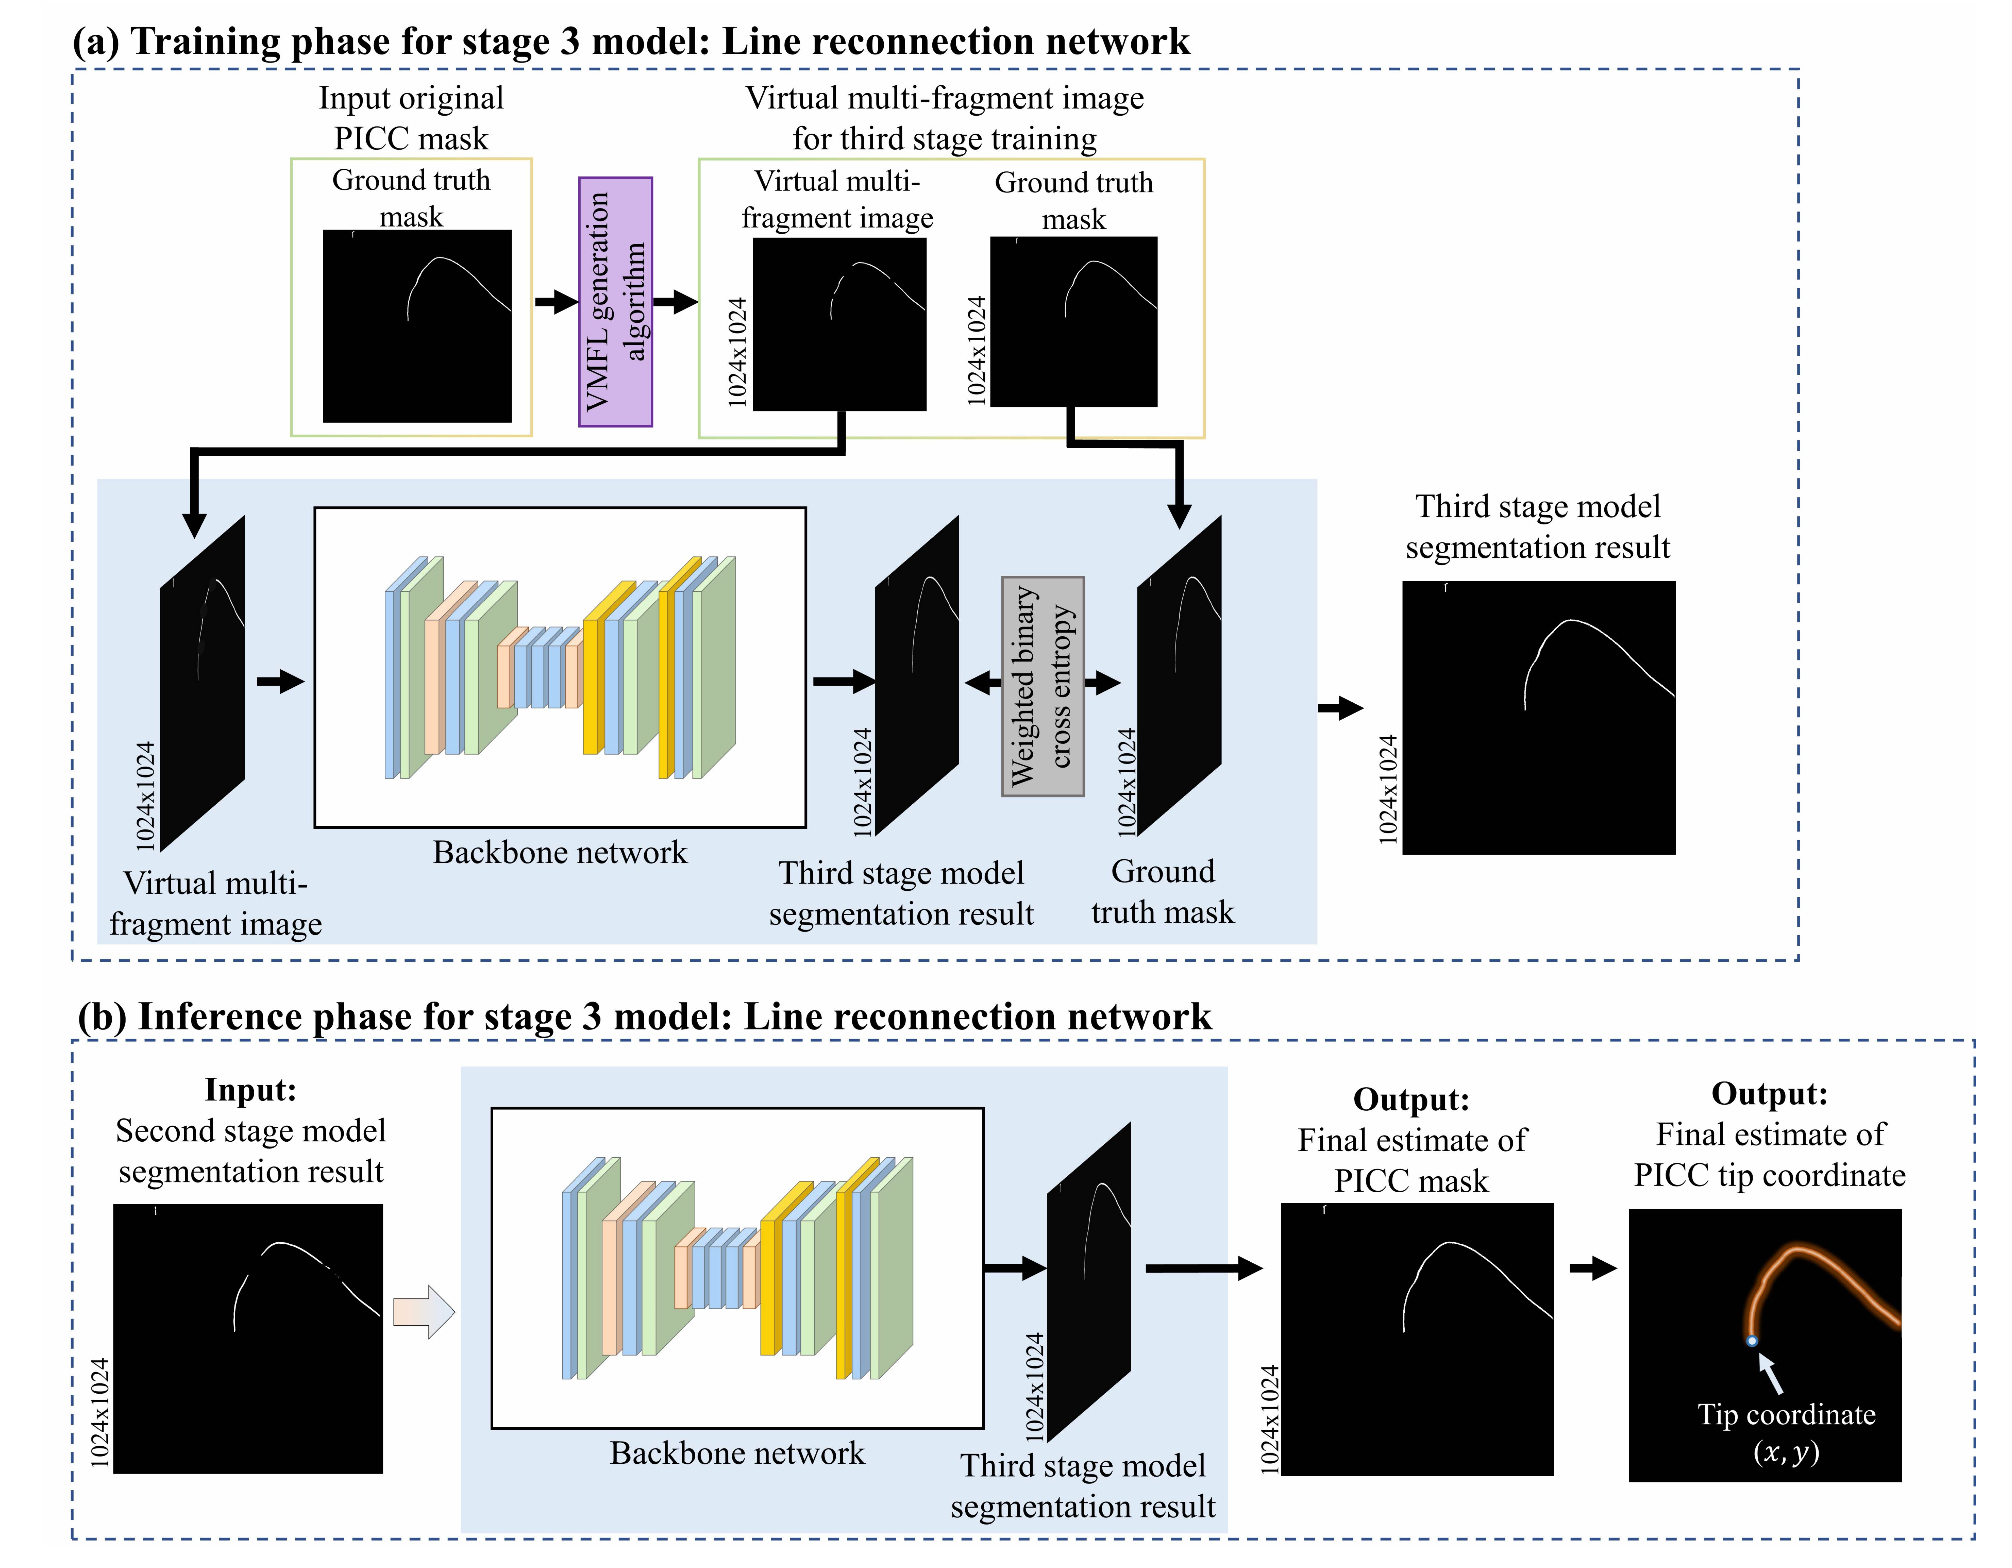 (a) Training phase for stage 3 model: Line reconnection network
Input original
PICC mask
Ground truth
mask
VMFL generation
algorithm
Virtual multi-fragment image
for third stage training
Virtual multi-
fragment image
1024x1024
Ground truth
mask
1024x1024
1024x1024
Virtual multi-
fragment image
Backbone network
1024x1024
Third stage model
segmentation result
Weighted binary
cross entropy
1024x1024
Ground
truth mask
Third stage model
segmentation result
1024x1024
(b) Inference phase for stage 3 model: Line reconnection network
Input:
Second stage model
segmentation result
1024x1024
Backbone network
1024x1024
Third stage model
segmentation result
Output:
Final estimate of
PICC mask
1024x1024
Output:
Final estimate of
PICC tip coordinate
Tip coordinate
(x, y)